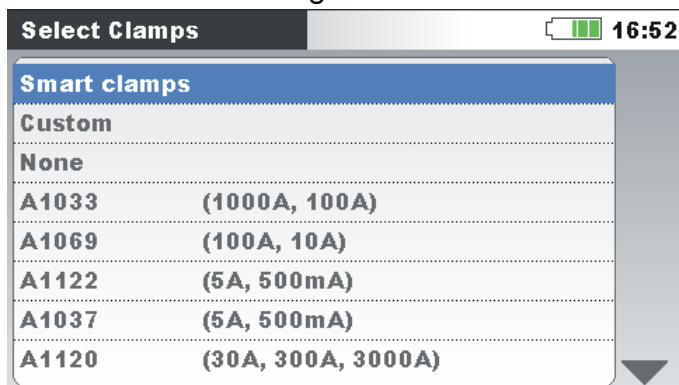 Select Clamps 16:52
Smart clamps
Custom
None
A1033 (1000A, 100A)
A1069 (100A, 10A)
A1122 (5A, 500mA)
A1037 (5A, 500mA)
A1120 (30A, 300A, 3000A)